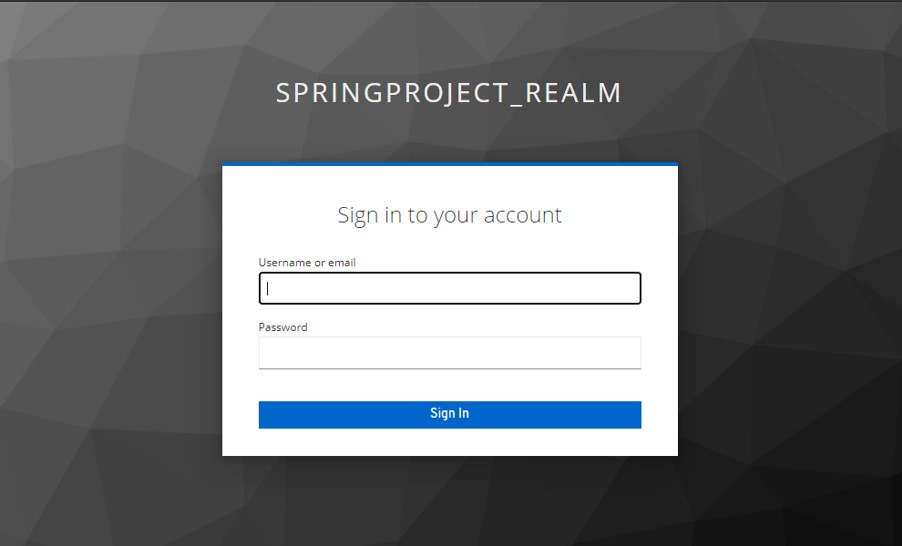 SPRINGPROJECT_REALM
Sign in to your account
Username or email
Password
Sign In